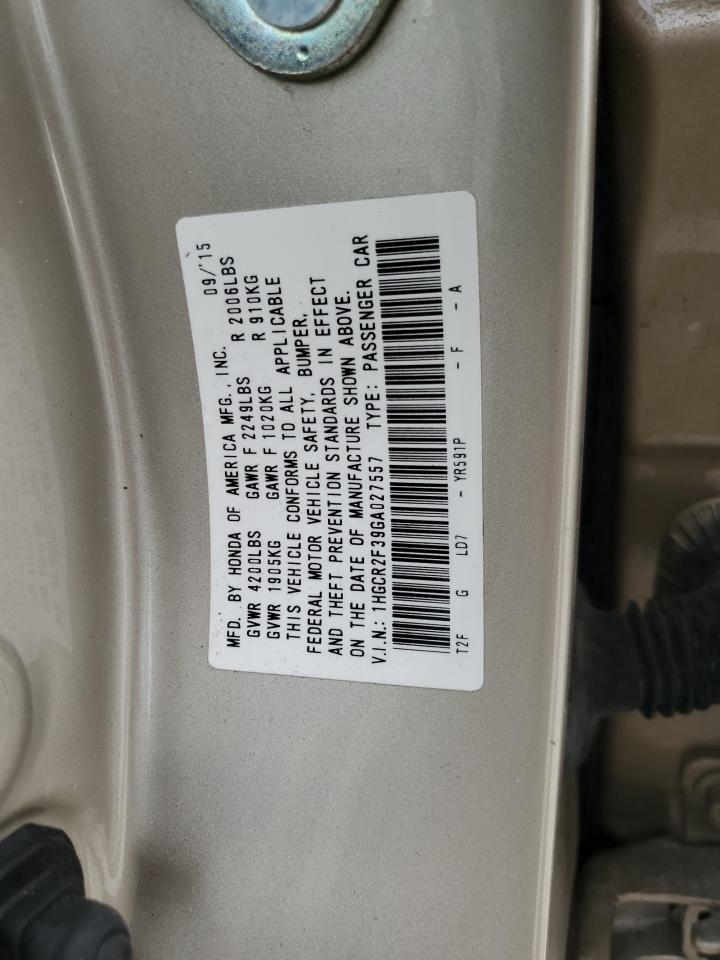 MFD. BY HONDA OF AMERICA MFG., INC. 09/'15
GVWR 4200LBS GAWR F 2249LBS R 2006LBS
GVWR 1905KG GAWR F 1020KG R 910KG
THIS VEHICLE CONFORMS TO ALL APPLICABLE
FEDERAL MOTOR VEHICLE SAFETY, BUMPER,
AND THEFT PREVENTION STANDARDS IN EFFECT
ON THE DATE OF MANUFACTURE SHOWN ABOVE.
V.I.N.: 1HGCR2F39GA027557 TYPE: PASSENGER CAR
T2F G LD7 - YR591P - F - A